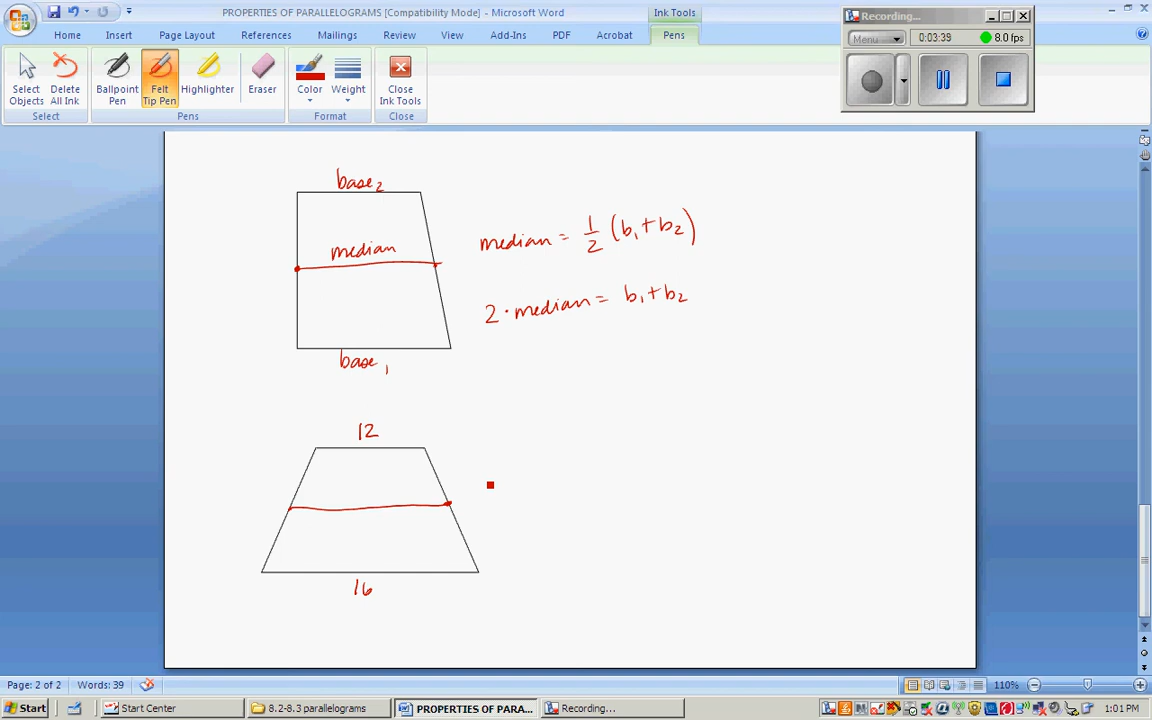 PROPERTIES OF PARALLELOGRAMS [Compatibility Mode] - Microsoft Word
Ink Tools
Home Insert Page Layout References Mailings Review View Add-Ins PDF Acrobat Pens
Select Objects
Delete All Ink
Ballpoint Pen
Felt Tip Pen
Highlighter
Eraser
Color
Weight
Close Ink Tools
Select
Pens
Format
Close
Recording...
Menu
0:03:39
8.0 fps
base2
median
base1
median = 1/2 (b1 + b2)
2 · median = b1 + b2
12
16
Page: 2 of 2 Words: 39
110%
Start
Start Center
8.2-8.3 parallelograms
PROPERTIES OF PARA...
Recording...
1:01 PM